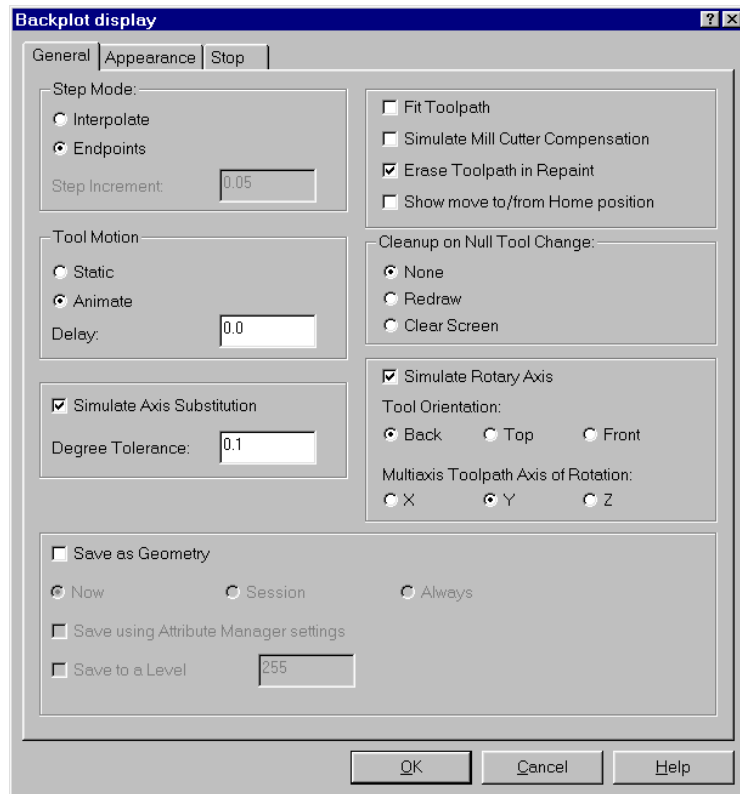 Backplot display
General Appearance Stop
Step Mode:
Interpolate
Endpoints
Step Increment: 0.05
Fit Toolpath
Simulate Mill Cutter Compensation
Erase Toolpath in Repaint
Show move to/from Home position
Tool Motion
Static
Animate
Delay: 0.0
Cleanup on Null Tool Change:
None
Redraw
Clear Screen
Simulate Axis Substitution
Degree Tolerance: 0.1
Simulate Rotary Axis
Tool Orientation:
Back Top Front
Multiaxis Toolpath Axis of Rotation:
X Y Z
Save as Geometry
Now Session Always
Save using Attribute Manager settings
Save to a Level 255
OK Cancel Help